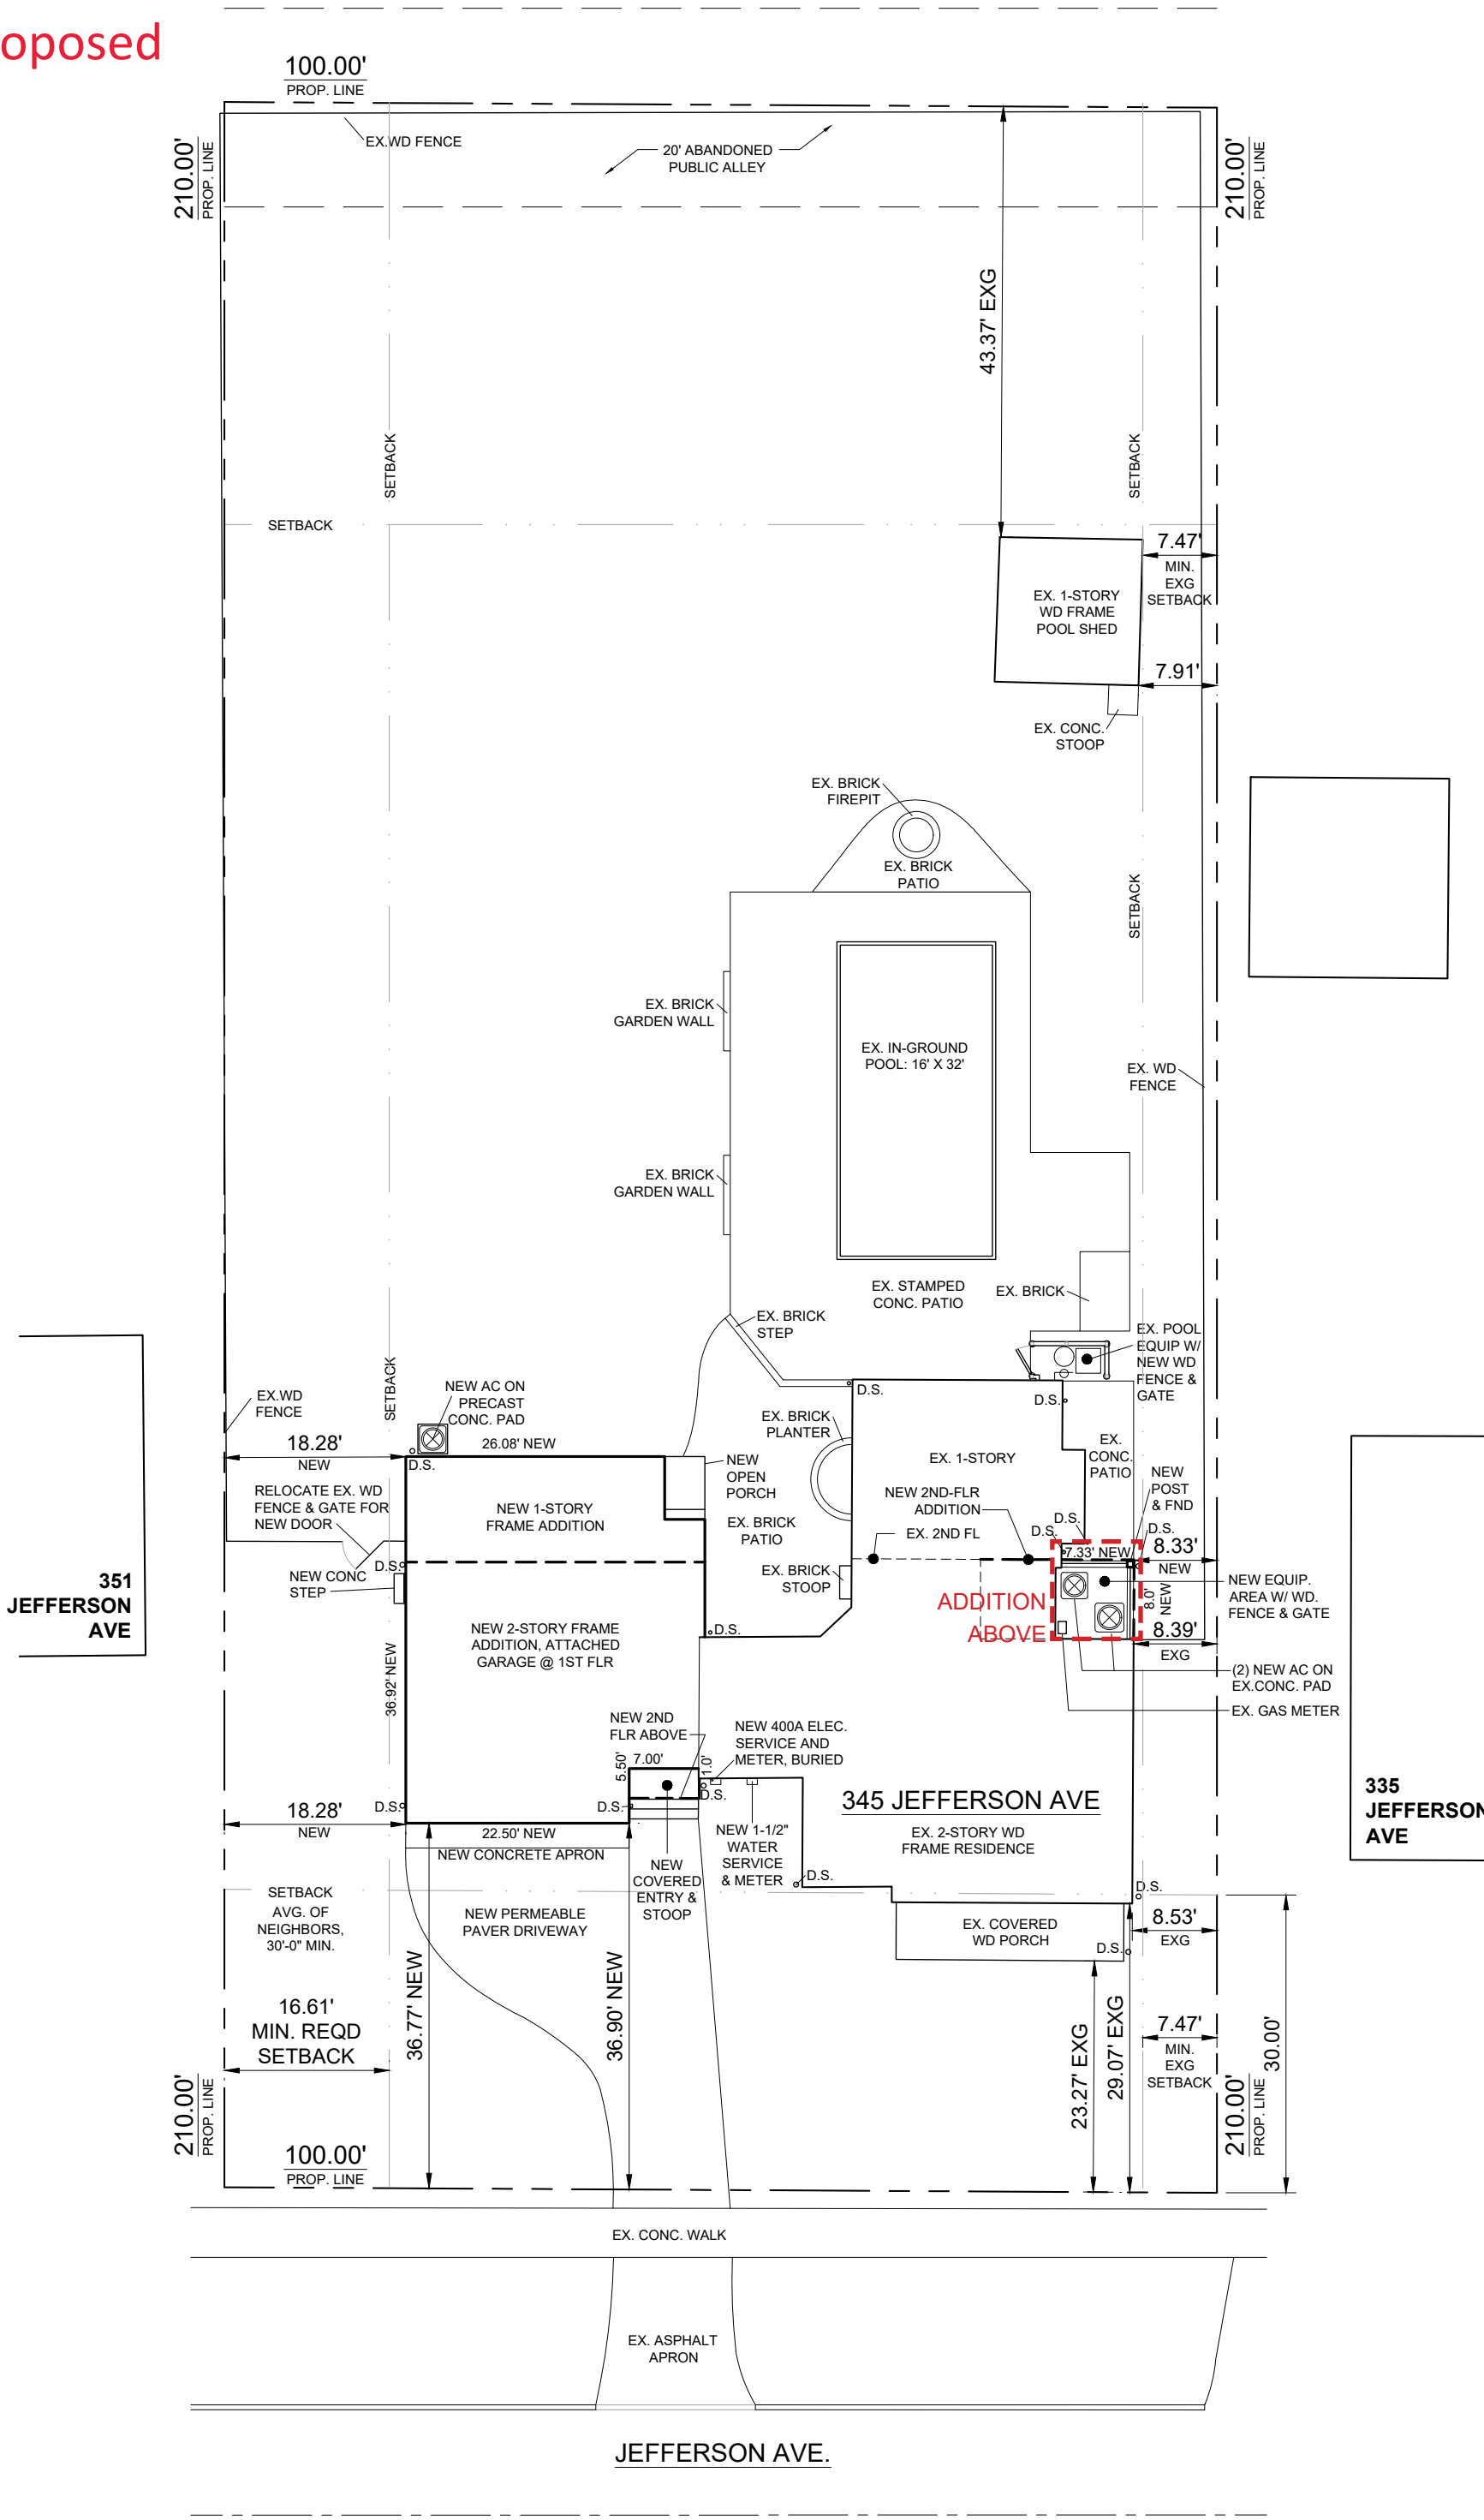 oposed
100.00'
PROP. LINE
EX.WD FENCE
20' ABANDONED
PUBLIC ALLEY
210.00'
PROP. LINE
210.00'
PROP. LINE
43.37' EXG
SETBACK
SETBACK
SETBACK
7.47'
MIN.
EXG
SETBACK
EX. 1-STORY
WD FRAME
POOL SHED
7.91'
EX. CONC.
STOOP
EX. BRICK
FIREPIT
EX. BRICK
PATIO
SETBACK
EX. BRICK
GARDEN WALL
EX. IN-GROUND
POOL: 16' X 32'
EX. WD
FENCE
EX. BRICK
GARDEN WALL
EX. STAMPED
CONC. PATIO
EX. BRICK
EX. BRICK
STEP
EX. POOL
EQUIP W/
NEW WD
FENCE &
GATE
SETBACK
NEW AC ON
PRECAST
CONC. PAD
EX.WD
FENCE
D.S.
D.S.
EX. BRICK
PLANTER
18.28'
NEW
26.08' NEW
D.S.
NEW
OPEN
PORCH
EX. 1-STORY
EX.
CONC.
PATIO
RELOCATE EX. WD
FENCE & GATE FOR
NEW DOOR
NEW 1-STORY
FRAME ADDITION
NEW 2ND-FLR
ADDITION
NEW
POST
& FND
EX. BRICK
PATIO
EX. 2ND FL
D.S.
D.S.
D.S.
7.33' NEW
8.33'
NEW
D.S.
NEW CONC
STEP
EX. BRICK
STOOP
8.0'
NEW
NEW EQUIP.
AREA W/ WD.
FENCE & GATE
351
JEFFERSON
AVE
ADDITION
ABOVE
NEW 2-STORY FRAME
ADDITION, ATTACHED
GARAGE @ 1ST FLR
D.S.
8.39'
EXG
(2) NEW AC ON
EX.CONC. PAD
EX. GAS METER
36.92' NEW
NEW 2ND
FLR ABOVE
NEW 400A ELEC.
SERVICE AND
METER, BURIED
5.50'
7.00'
1.0'
D.S.
345 JEFFERSON AVE
335
JEFFERSON
AVE
18.28'
NEW
D.S.
D.S.
22.50' NEW
NEW CONCRETE APRON
NEW 1-1/2"
WATER
SERVICE
& METER
EX. 2-STORY WD
FRAME RESIDENCE
NEW
COVERED
ENTRY &
STOOP
D.S.
D.S.
SETBACK
AVG. OF
NEIGHBORS,
30'-0" MIN.
NEW PERMEABLE
PAVER DRIVEWAY
EX. COVERED
WD PORCH
D.S.
8.53'
EXG
36.77' NEW
36.90' NEW
16.61'
MIN. REQD
SETBACK
23.27' EXG
29.07' EXG
7.47'
MIN.
EXG
SETBACK
30.00'
210.00'
PROP. LINE
210.00'
PROP. LINE
100.00'
PROP. LINE
EX. CONC. WALK
EX. ASPHALT
APRON
JEFFERSON AVE.